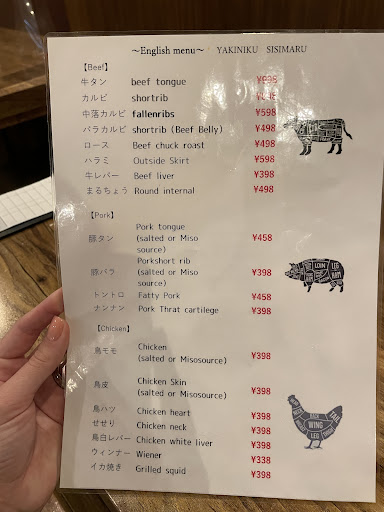 ～English menu～ YAKINIKU SISIMARU
【Beef】
牛タン beef tongue
カルビ shortrib
中落カルビ fallenribs ¥598
バラカルビ shortrib (Beef Belly) ¥498
ロース Beef chuck roast ¥498
ハラミ Outside Skirt ¥598
牛レバー Beef liver ¥398
まるちょう Round internal ¥498
【Pork】
豚タン Pork tongue
(salted or Miso ¥458
source)
豚バラ Porkshort rib
(salted or Miso ¥398
source)
トントロ Fatty Pork ¥458
ナンナン Pork Thrat cartilege ¥398
【Chicken】
鳥モモ Chicken
(salted or Misosource) ¥398
鳥皮 Chicken Skin
(salted or Misosource) ¥398
鳥ハツ Chicken heart ¥398
せせり Chicken neck ¥398
鳥白レバー Chicken white liver ¥398
ウィンナー Wiener ¥338
イカ焼き Grilled squid ¥398
LOIN
LEG
HAM
WING
LEG